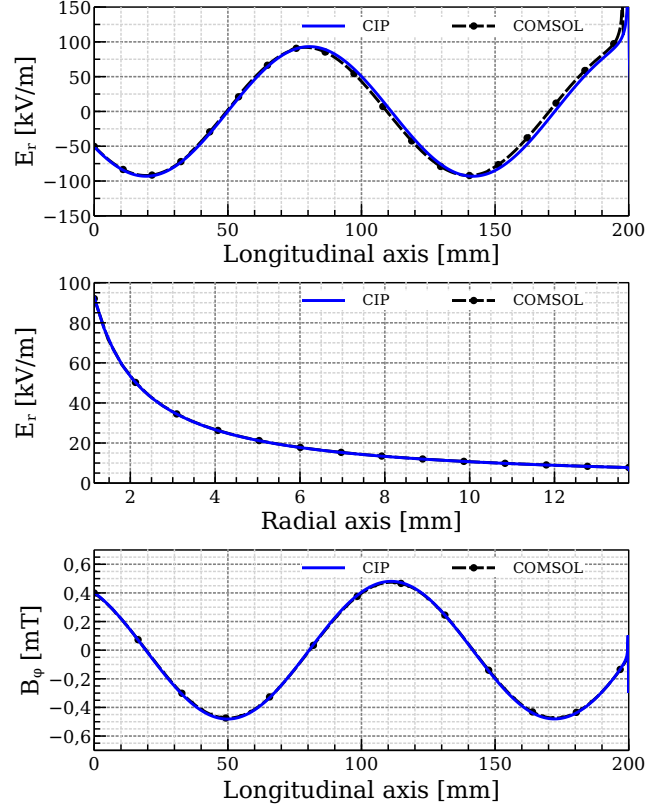 CIP COMSOL
150
100
50
0
−50
−100
−150
E_r [kV/m]
0 50 100 150 200
Longitudinal axis [mm]
CIP COMSOL
100
80
60
40
20
0
E_r [kV/m]
2 4 6 8 10 12
Radial axis [mm]
CIP COMSOL
0,6
0,4
0,2
0
−0,2
−0,4
−0,6
B_φ [mT]
0 50 100 150 200
Longitudinal axis [mm]